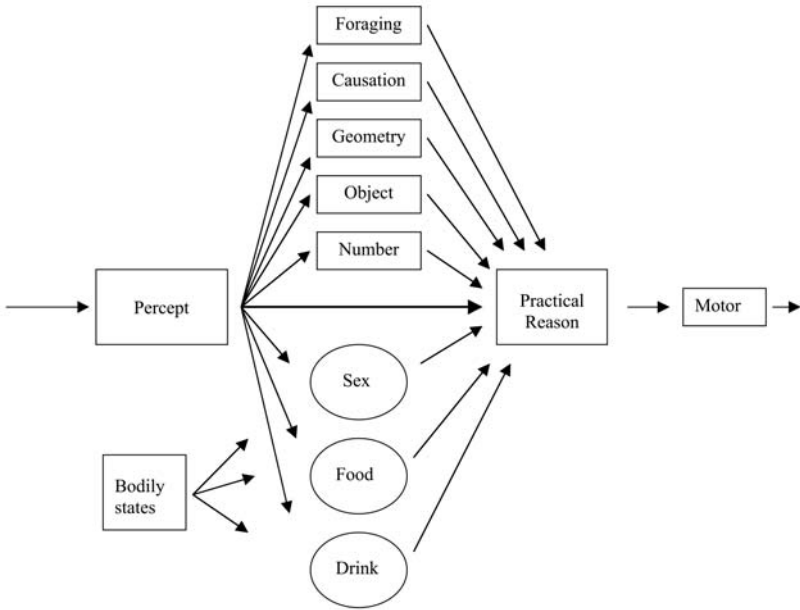 Foraging
Causation
Geometry
Object
Number
Percept
Practical
Reason
Motor
Sex
Food
Bodily
states
Drink